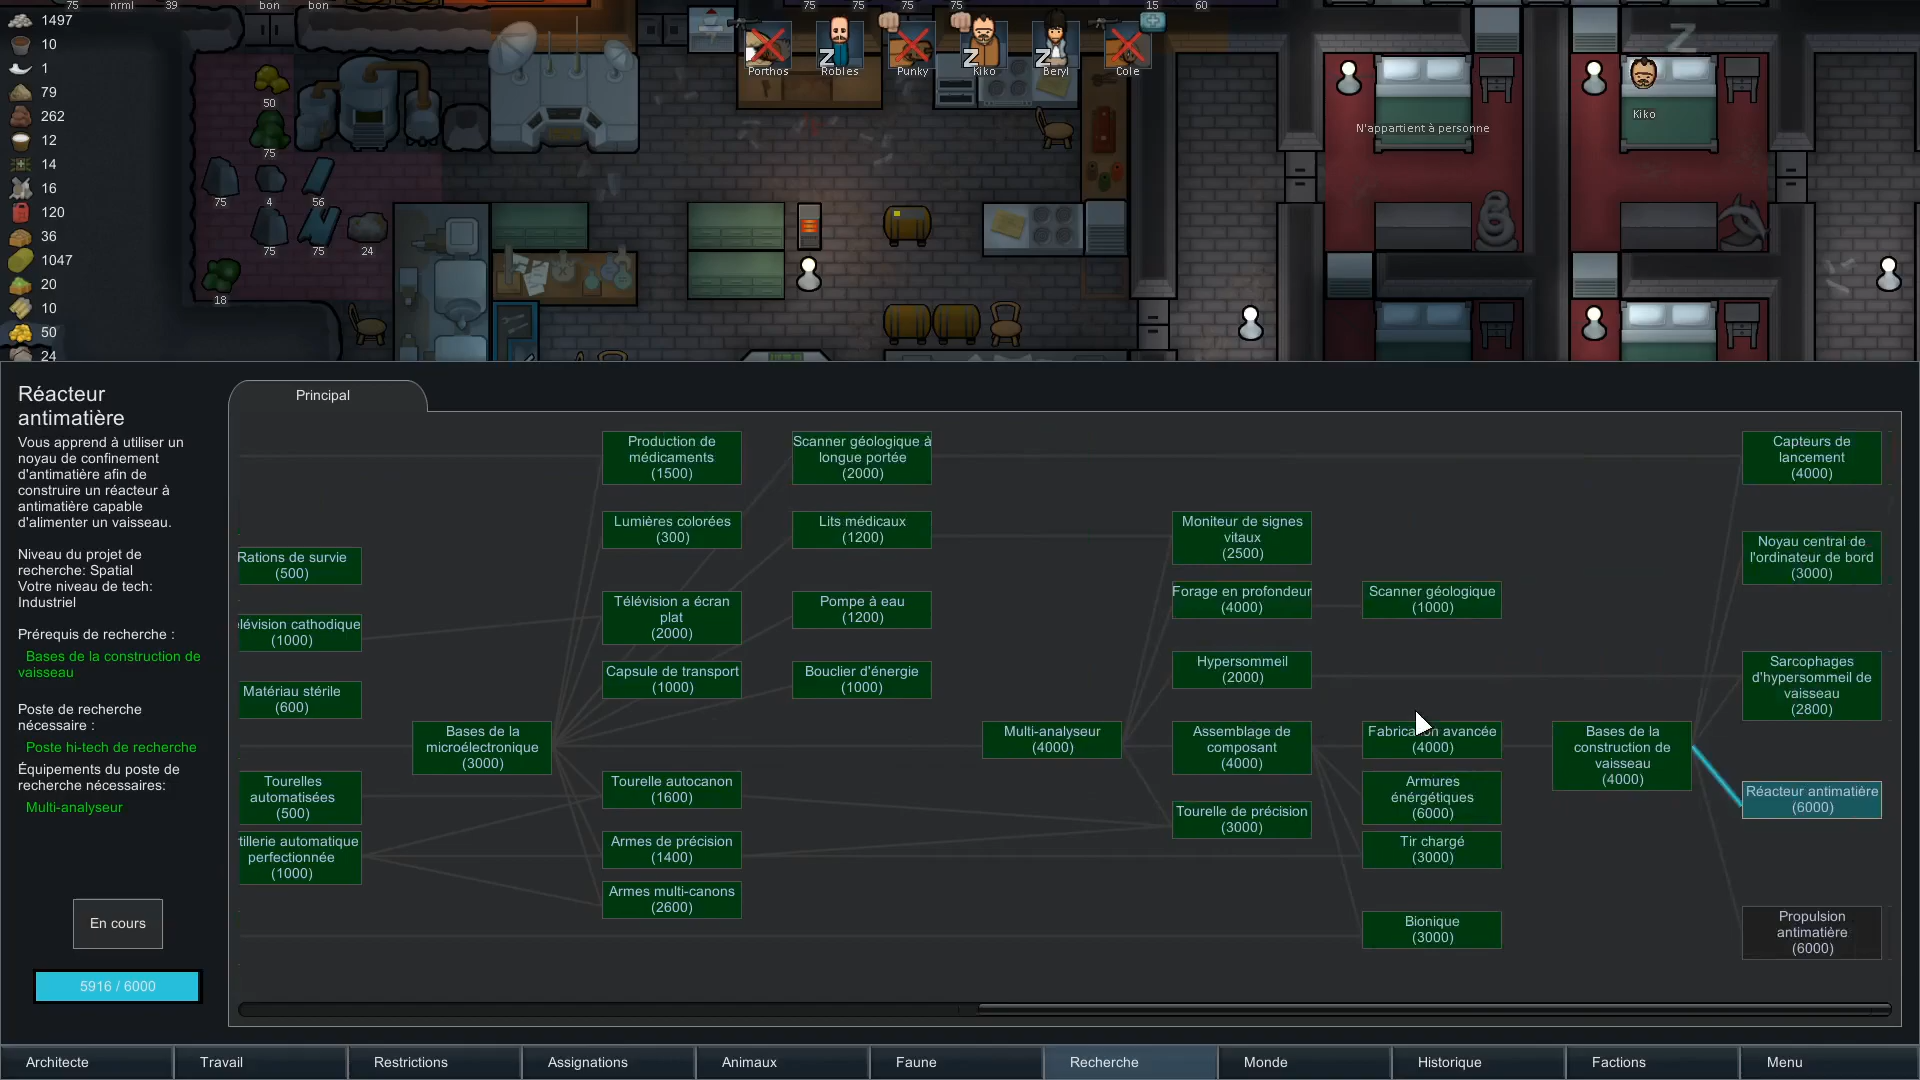 75 nrml 39 bon bon 75 75 75 75 15 60
1497
10
1
79
262
12
14
16
120
36
1047
20
10
50
24
50
75
75 4 56
75 75 24
18
Porthos Robles Punky Kiko Beryl Cole
Z Z Z Z
N'appartient à personne
Kiko
Réacteur
antimatière
Vous apprend à utiliser un
noyau de confinement
d'antimatière afin de
construire un réacteur à
antimatière capable
d'alimenter un vaisseau.
Niveau du projet de
recherche: Spatial
Votre niveau de tech:
Industriel
Prérequis de recherche :
Bases de la construction de
vaisseau
Poste de recherche
nécessaire :
Poste hi-tech de recherche
Équipements du poste de
recherche nécessaires:
Multi-analyseur
En cours
5916 / 6000
Principal
Rations de survie
(500)
lévision cathodique
(1000)
Matériau stérile
(600)
Tourelles
automatisées
(500)
tillerie automatique
perfectionnée
(1000)
Bases de la
microélectronique
(3000)
Production de
médicaments
(1500)
Lumières colorées
(300)
Télévision a écran
plat
(2000)
Capsule de transport
(1000)
Tourelle autocanon
(1600)
Armes de précision
(1400)
Armes multi-canons
(2600)
Scanner géologique à
longue portée
(2000)
Lits médicaux
(1200)
Pompe à eau
(1200)
Bouclier d'énergie
(1000)
Multi-analyseur
(4000)
Moniteur de signes
vitaux
(2500)
Forage en profondeur
(4000)
Hypersommeil
(2000)
Assemblage de
composant
(4000)
Tourelle de précision
(3000)
Scanner géologique
(1000)
Fabrication avancée
(4000)
Armures
énérgétiques
(6000)
Tir chargé
(3000)
Bionique
(3000)
Bases de la
construction de
vaisseau
(4000)
Capteurs de
lancement
(4000)
Noyau central de
l'ordinateur de bord
(3000)
Sarcophages
d'hypersommeil de
vaisseau
(2800)
Réacteur antimatière
(6000)
Propulsion
antimatière
(6000)
Architecte Travail Restrictions Assignations Animaux Faune Recherche Monde Historique Factions Menu